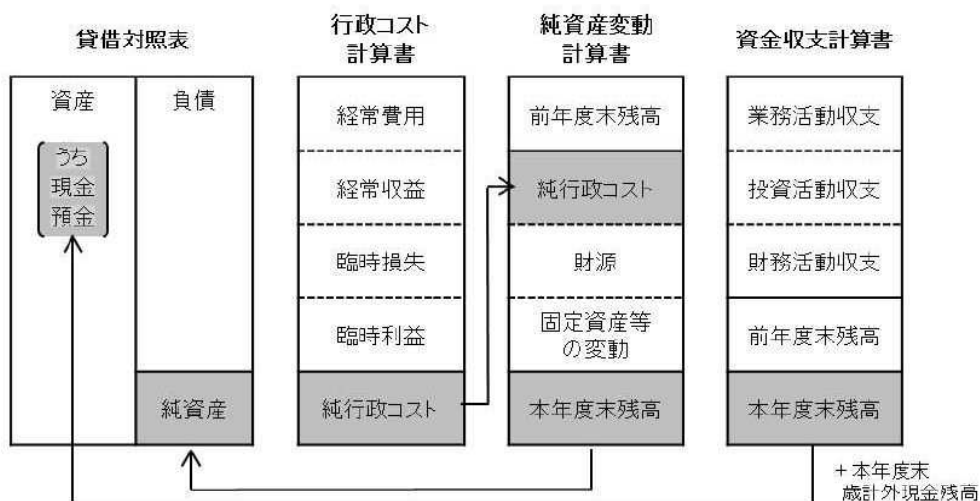 貸借対照表
資産
うち
現金
預金
負債
純資産
行政コスト
計算書
経常費用
経常収益
臨時損失
臨時利益
純行政コスト
純資産変動
計算書
前年度末残高
純行政コスト
財源
固定資産等
の変動
本年度末残高
資金収支計算書
業務活動収支
投資活動収支
財務活動収支
前年度末残高
本年度末残高
+本年度末
歳計外現金残高